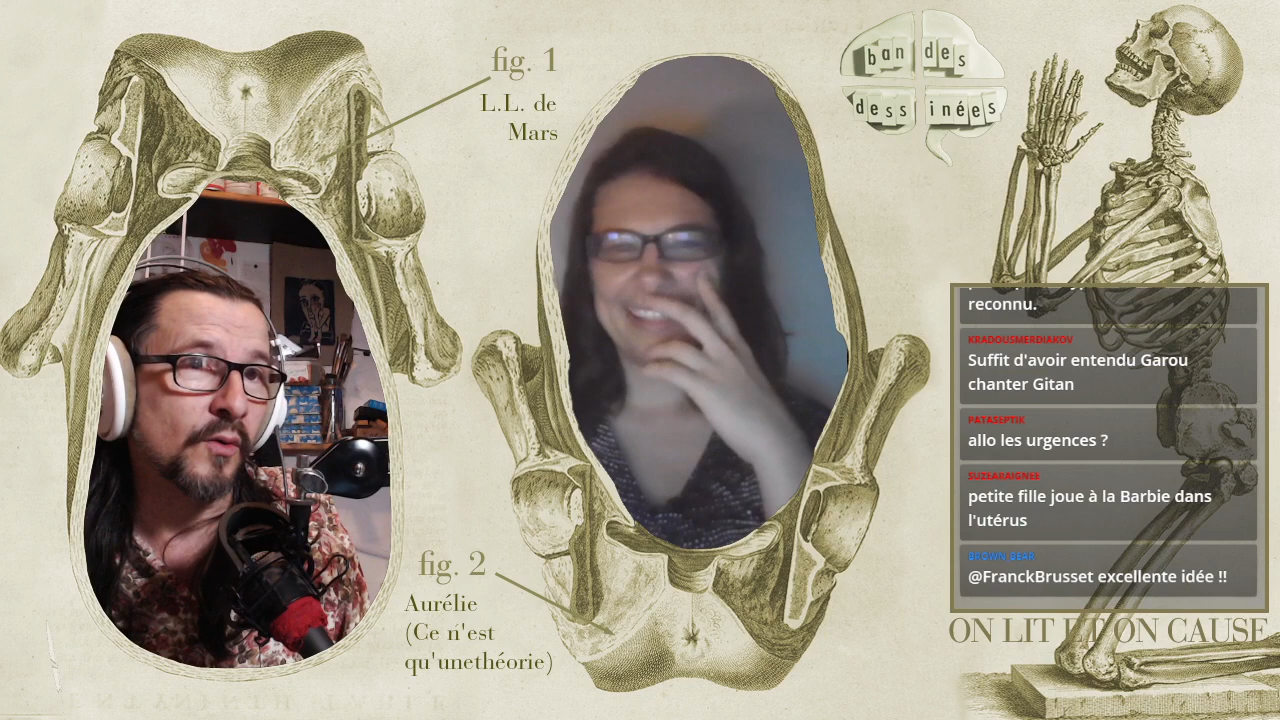 fig. 1
L.L. de
Mars
ban des
dess inées
reconnu.
KRADOUSMERDIAKOV
Suffit d'avoir entendu Garou
chanter Gitan
PATASEPTIK
allo les urgences ?
SUZEARAIGNEE
petite fille joue à la Barbie dans
l'utérus
BROWN BEAR
@FranckBrusset excellente idée !!
fig. 2
Aurélie
(Ce n'est
qu'unethéorie)
ON LIT ET ON CAUSE